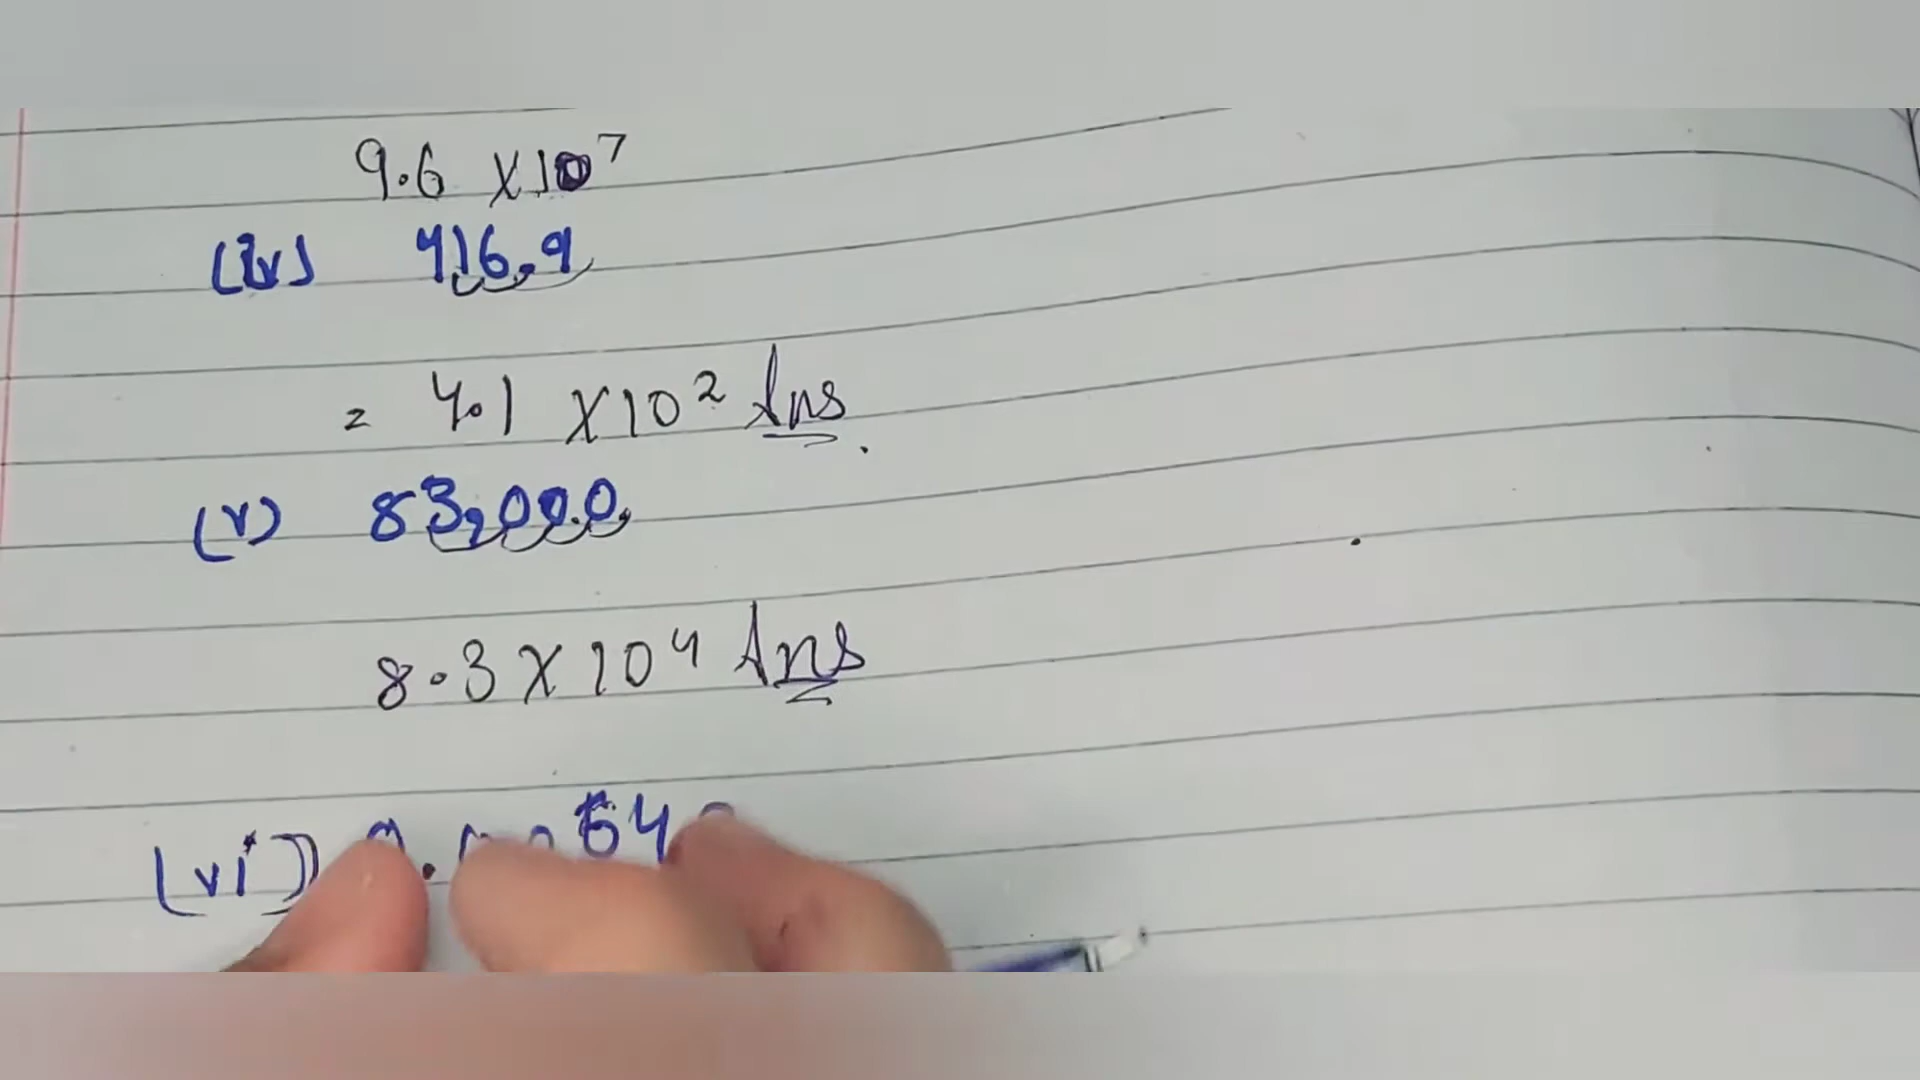 9.6 X10⁷
(iv) 416.9
= 4.1 X10² Ans.
(v) 83,000.
8.3 X 10⁴ Ans
(vi)